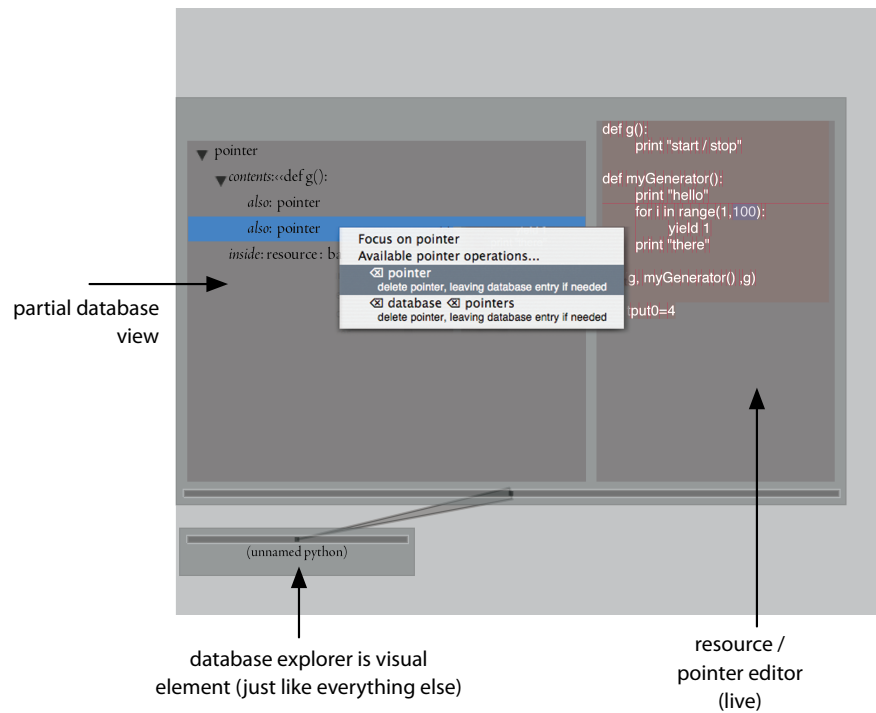 pointer
contents:‹‹def g():
also: pointer
also: pointer
inside: resource: ba
Focus on pointer
Available pointer operations...
⌫ pointer
delete pointer, leaving database entry if needed
⌫ database ⌫ pointers
delete pointer, leaving database entry if needed
def g():
print "start / stop"
def myGenerator():
print "hello"
for i in range(1,100):
yield 1
print "there"
g, myGenerator() ,g)
tput0=4
partial database
view
(unnamed python)
database explorer is visual
element (just like everything else)
resource /
pointer editor
(live)